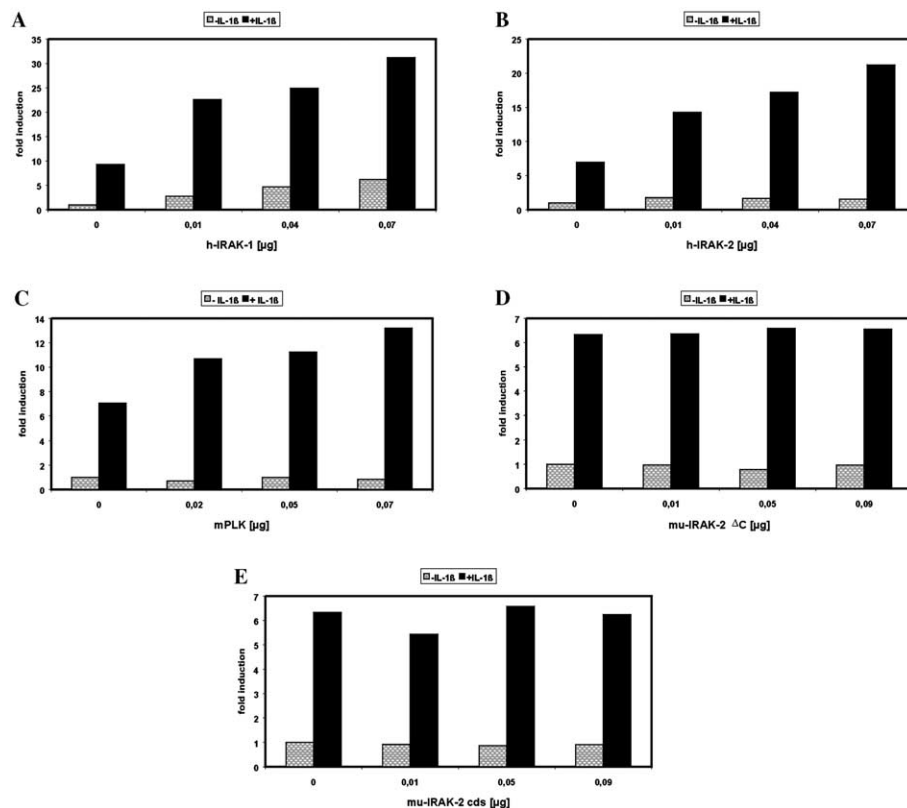 A
-IL-1ß +IL-1ß
35
30
25
20
15
10
5
0
fold induction
0 0,01 0,04 0,07
h-IRAK-1 [µg]
B
-IL-1ß +IL-1ß
25
20
15
10
5
0
fold induction
0 0,01 0,04 0,07
h-IRAK-2 [µg]
C
- IL-1ß + IL-1ß
14
12
10
8
6
4
2
0
fold induction
0 0,02 0,05 0,07
mPLK [µg]
D
-IL-1ß +IL-1ß
7
6
5
4
3
2
1
0
fold induction
0 0,01 0,05 0,09
mu-IRAK-2 ΔC [µg]
E
-IL-1ß +IL-1ß
7
6
5
4
3
2
1
0
fold induction
0 0,01 0,05 0,09
mu-IRAK-2 cds [µg]